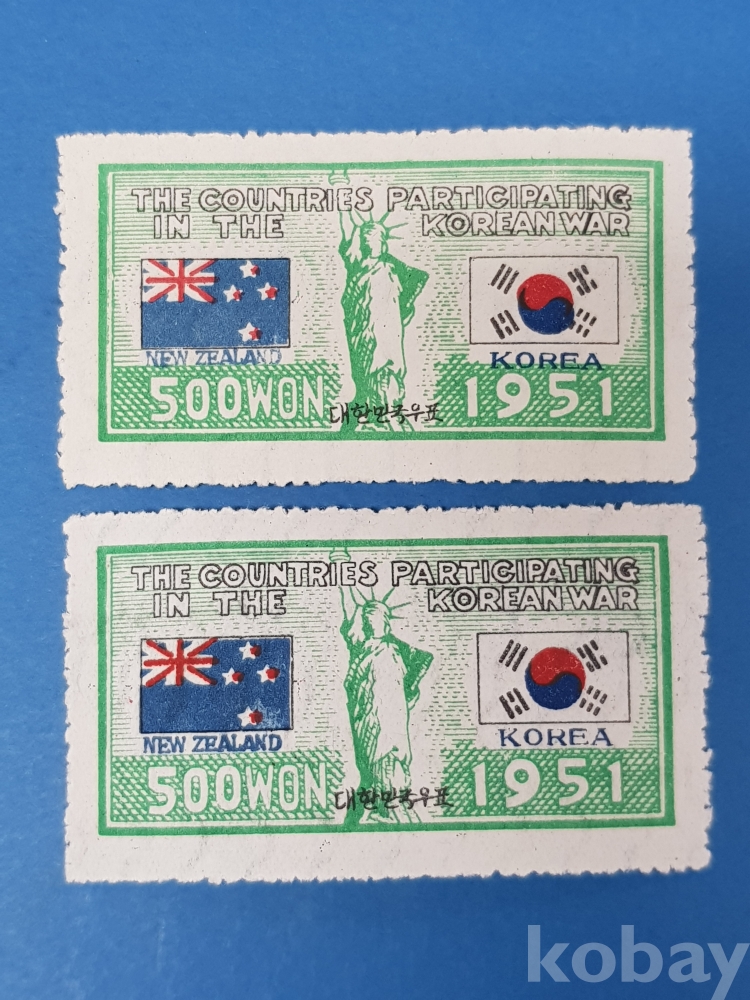 THE COUNTRIES PARTICIPATING
IN THE KOREAN WAR
NEW ZEALAND
KOREA
500WON
대한민국우표
1951
THE COUNTRIES PARTICIPATING
IN THE KOREAN WAR
NEW ZEALAND
KOREA
500WON
대한민국우표
1951
kobay